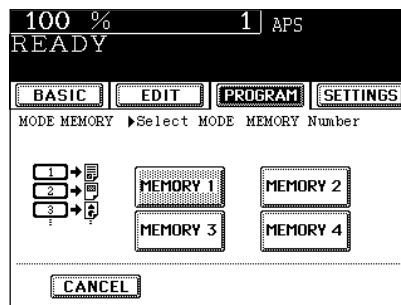 100 % 1 APS
READY
BASIC EDIT PROGRAM SETTINGS
MODE MEMORY ▶Select MODE MEMORY Number
1
2
3
MEMORY 1 MEMORY 2
MEMORY 3 MEMORY 4
CANCEL